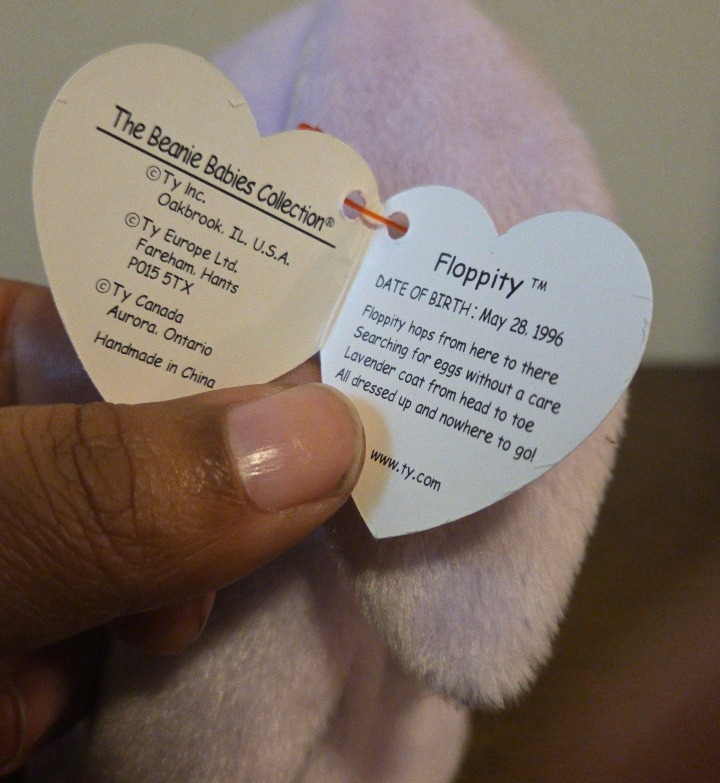 The Beanie Babies Collection®
©Ty Inc.
Oakbrook, IL, U.S.A.
©Ty Europe Ltd.
Fareham, Hants
PO15 5TX
©Ty Canada
Aurora, Ontario
Handmade in China
Floppity ™
DATE OF BIRTH : May 28, 1996
Floppity hops from here to there
Searching for eggs without a care
Lavender coat from head to toe
All dressed up and nowhere to go!
www.ty.com